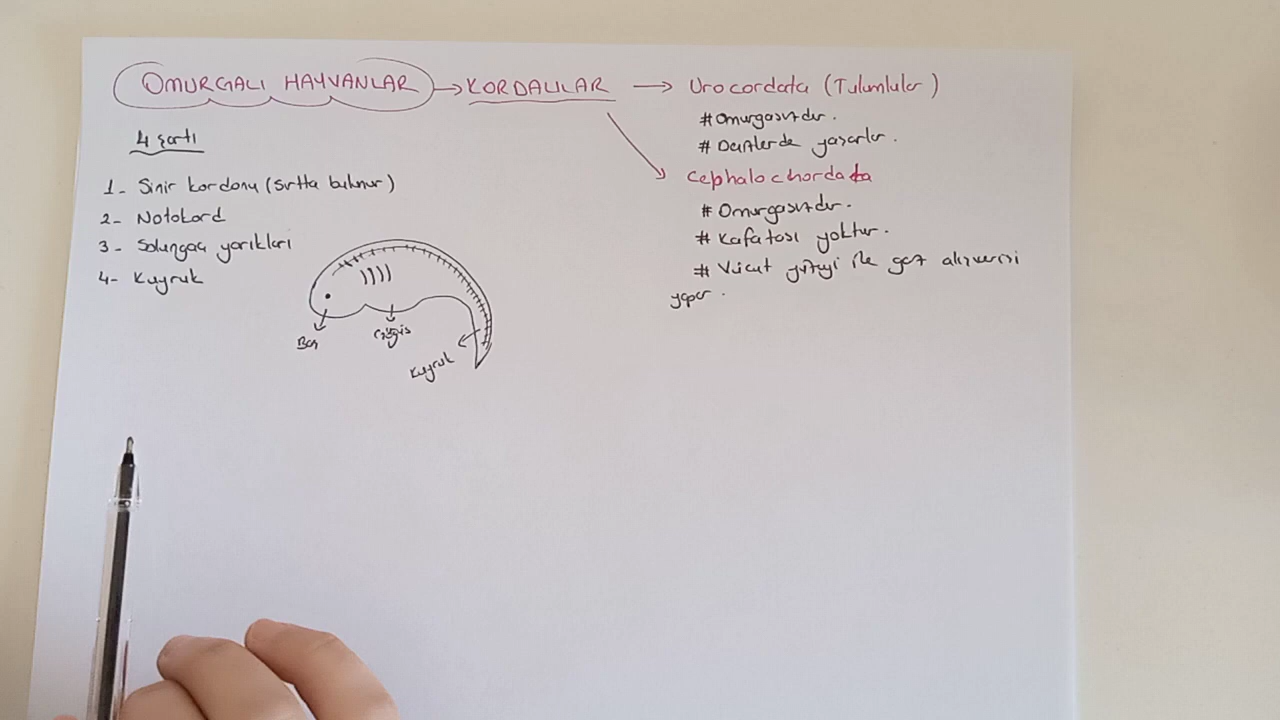 OMURGALI HAYVANLAR → KORDALILAR → Urocordata (Tulumlular)
# Omurgasızdır.
# Denizlerde yaşarlar.
Cephalochordata
# Omurgasızdır.
# Kafatası yoktur.
# Vücut yüzeyi ile gaz alışverişi
yapar.
4 şartı
1- Sinir kordonu (Sırtta bulunur)
2- Notokord
3- Solungaç yarıkları
4- Kuyruk
Baş
Göğüs
Kuyruk